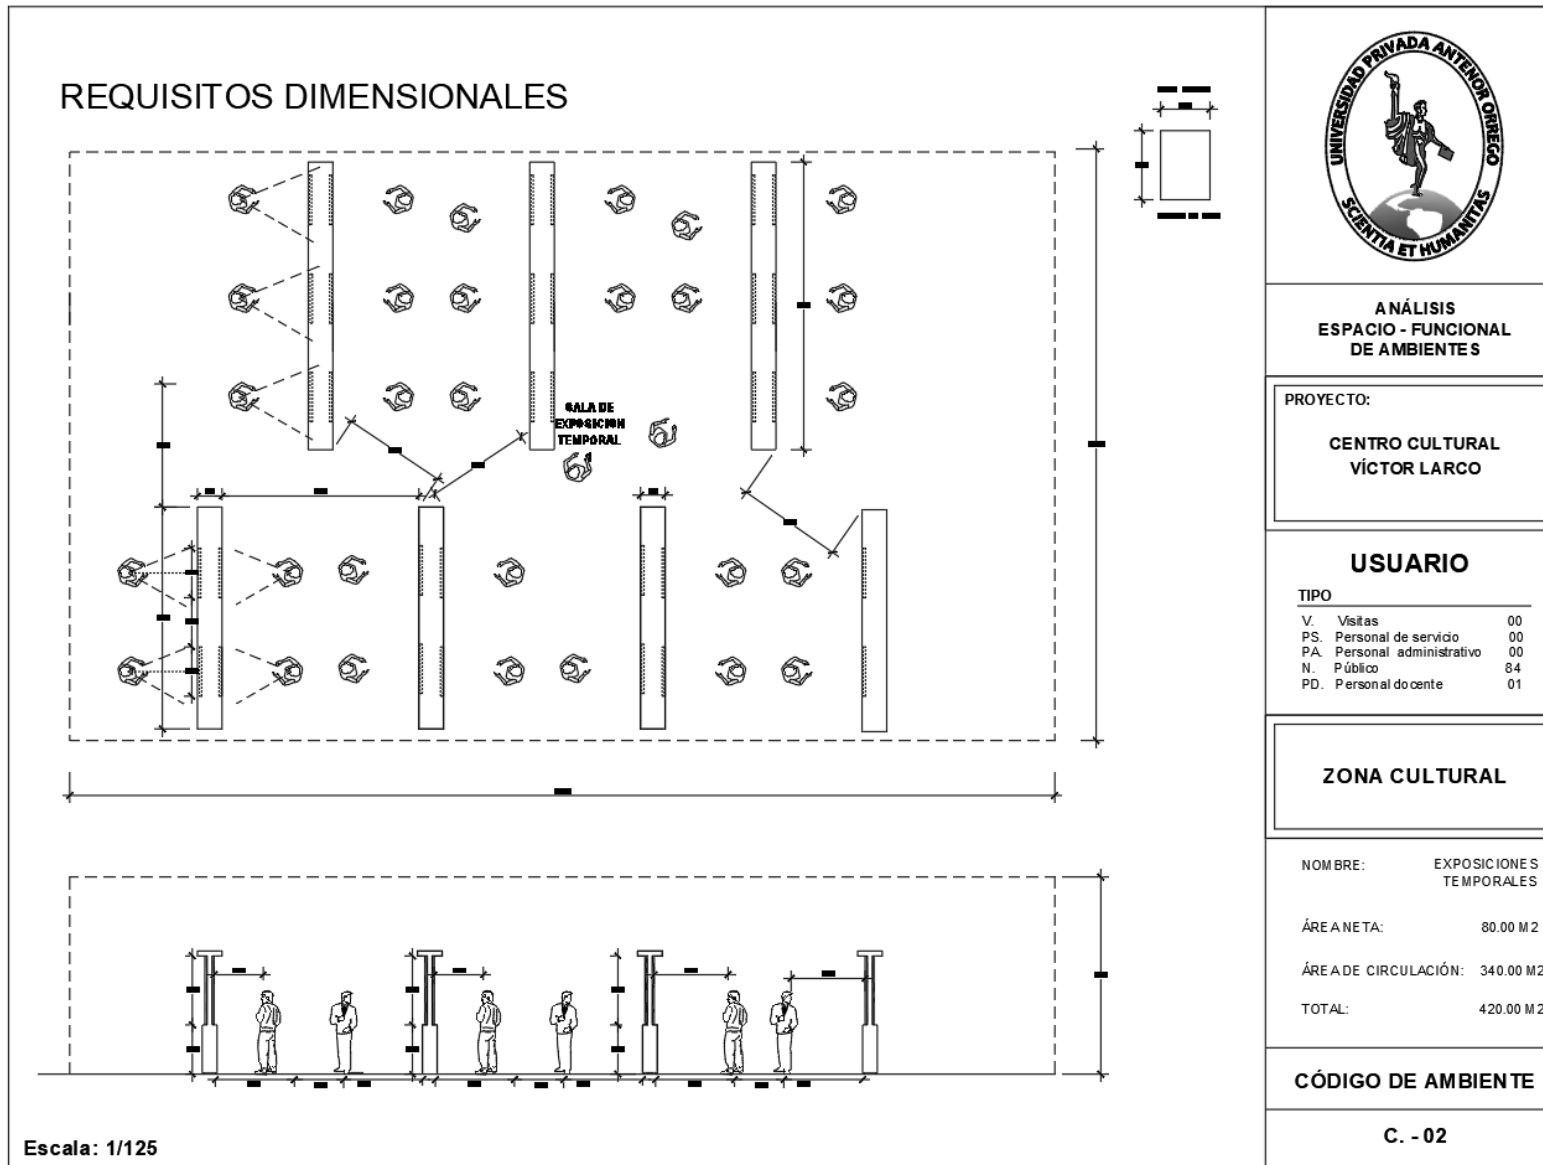 REQUISITOS DIMENSIONALES
SALA DE
EXPOSICION
TEMPORAL
Escala: 1/125
UNIVERSIDAD PRIVADA ANTENOR ORREGO
SCIENTIA ET HUMANITAS
ANÁLISIS
ESPACIO - FUNCIONAL
DE AMBIENTES
PROYECTO:
CENTRO CULTURAL
VÍCTOR LARCO
USUARIO
TIPO
V. Visitas 00
PS. Personal de servicio 00
PA. Personal administrativo 00
N. Público 84
PD. Personal docente 01
ZONA CULTURAL
NOMBRE: EXPOSICIONES
TEMPORALES
ÁREA NETA: 80.00 M2
ÁREA DE CIRCULACIÓN: 340.00 M2
TOTAL: 420.00 M2
CÓDIGO DE AMBIENTE
C. - 02